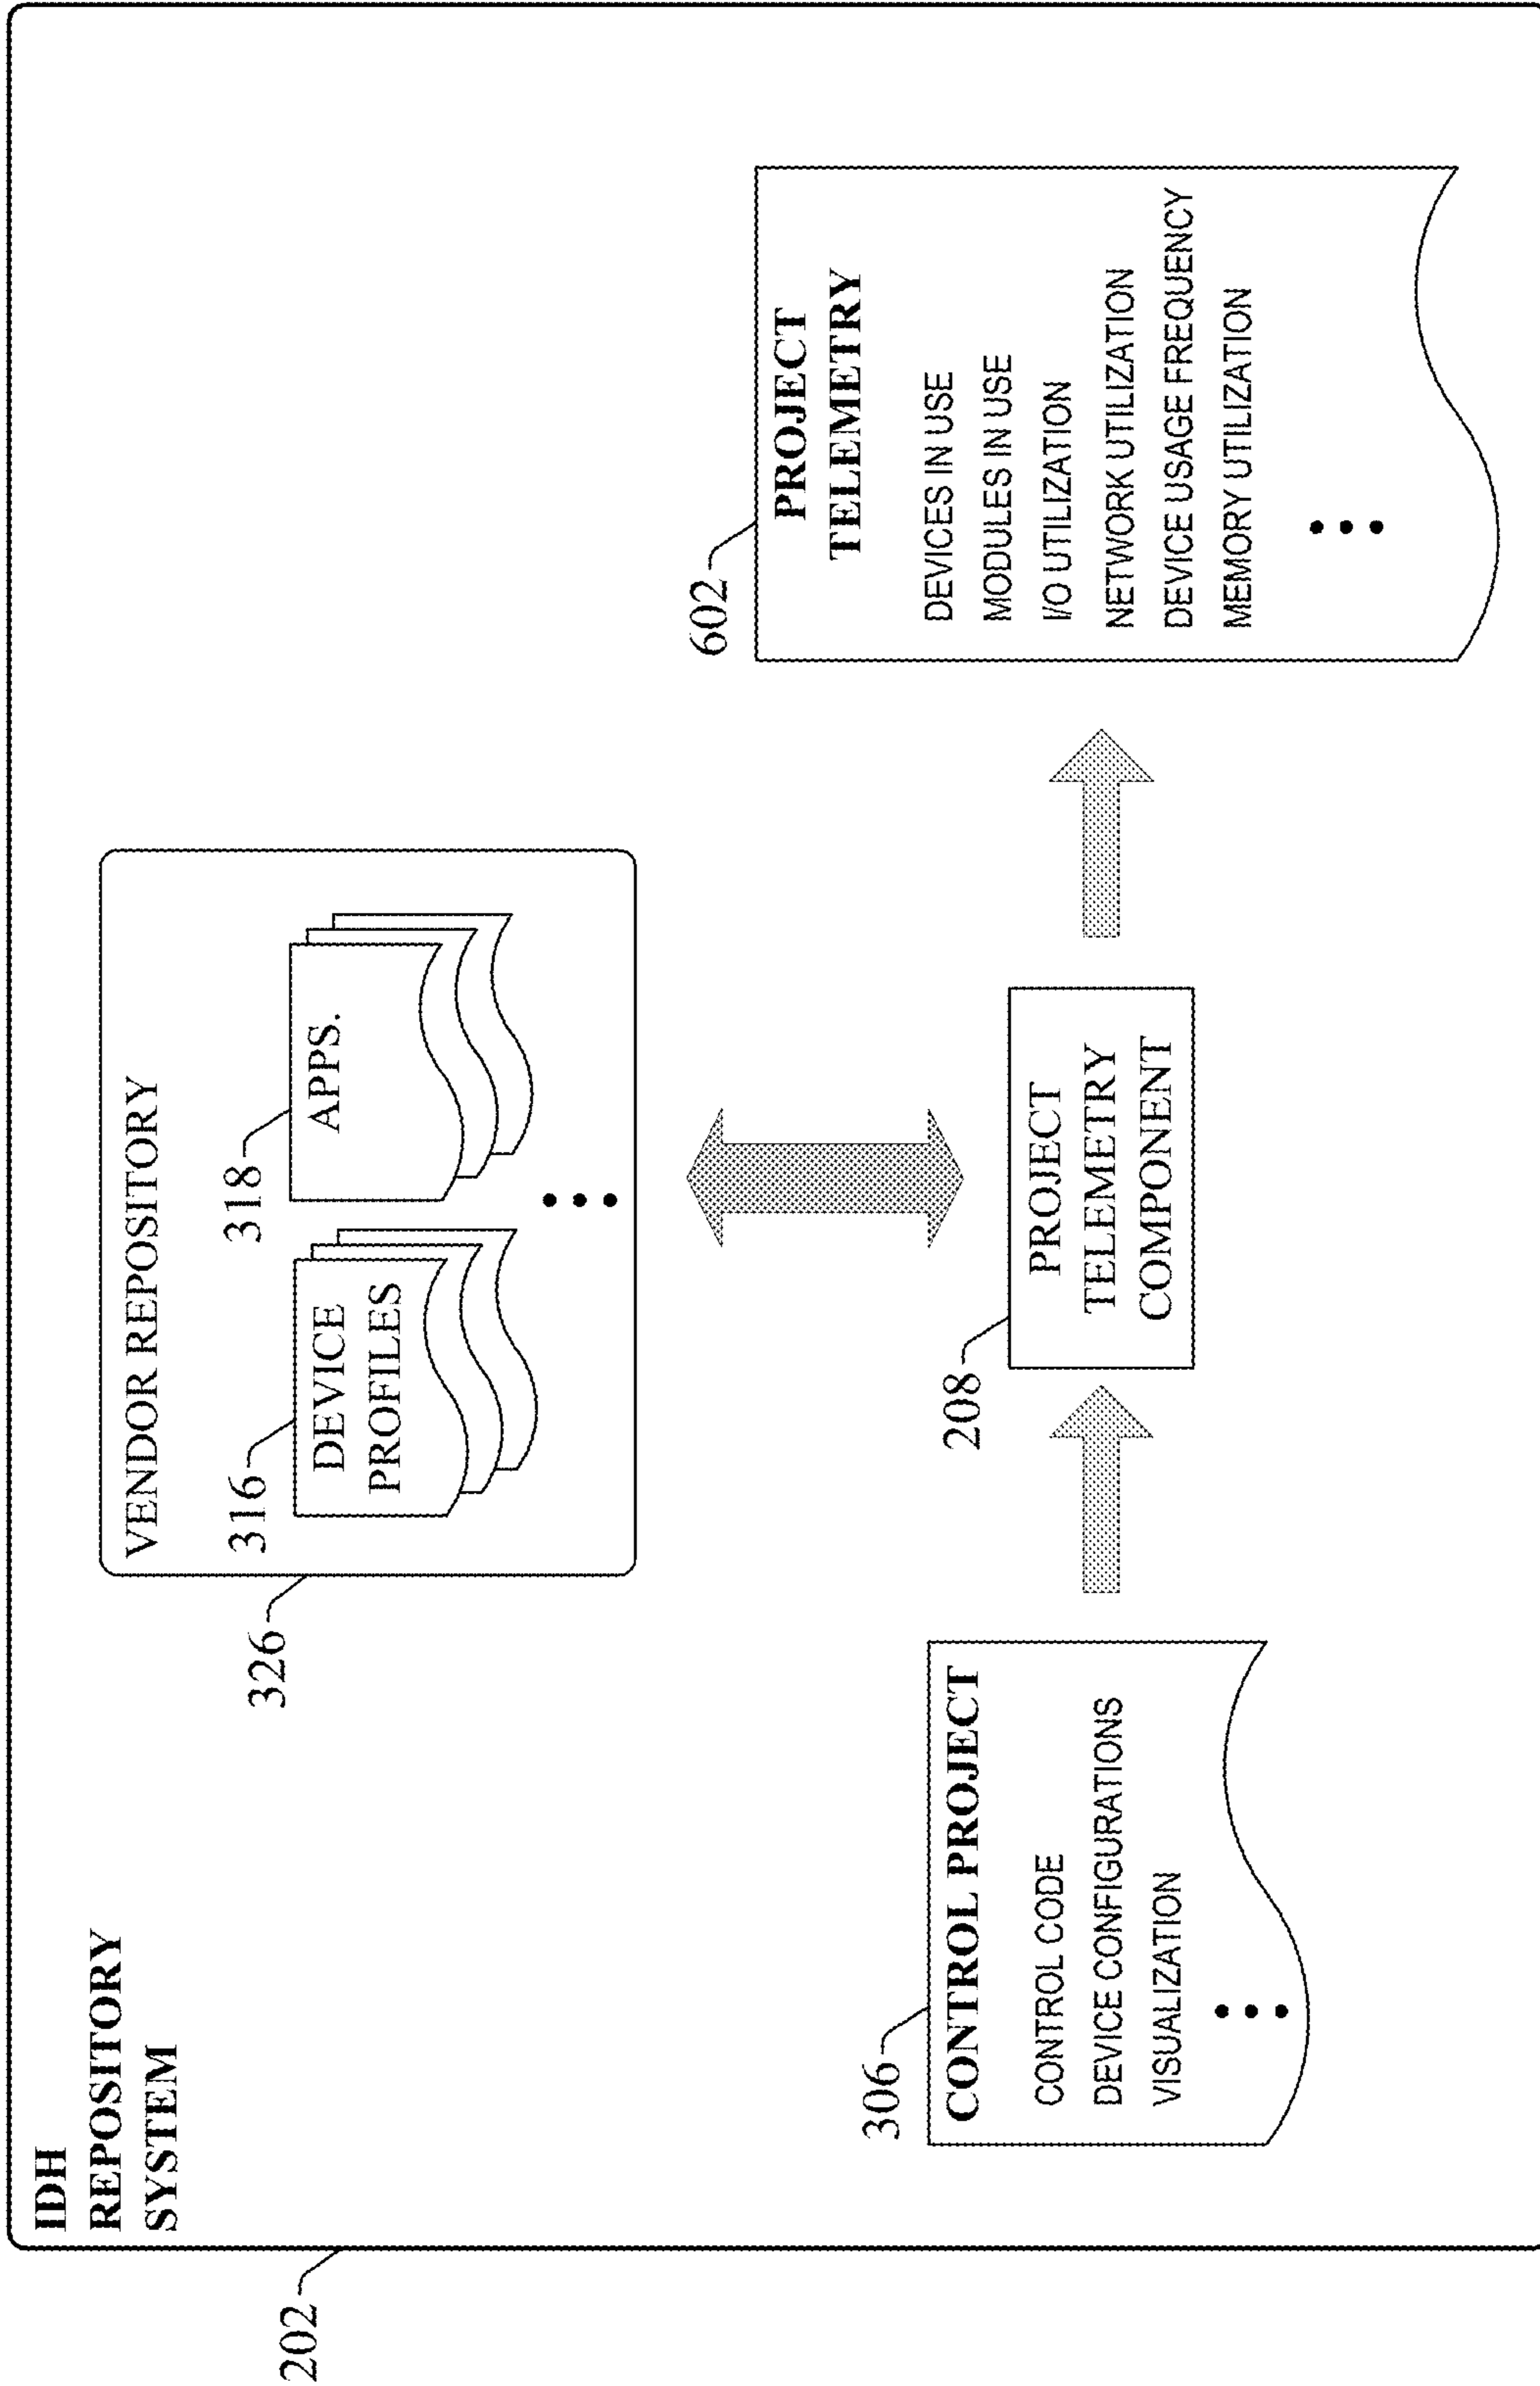 IDH
REPOSITORY
SYSTEM
202
VENDOR REPOSITORY
326
316
DEVICE
PROFILES
318
APPS.
306
CONTROL PROJECT
CONTROL CODE
DEVICE CONFIGURATIONS
VISUALIZATION
208
PROJECT
TELEMETRY
COMPONENT
602
PROJECT
TELEMETRY
DEVICES IN USE
MODULES IN USE
I/O UTILIZATION
NETWORK UTILIZATION
DEVICE USAGE FREQUENCY
MEMORY UTILIZATION